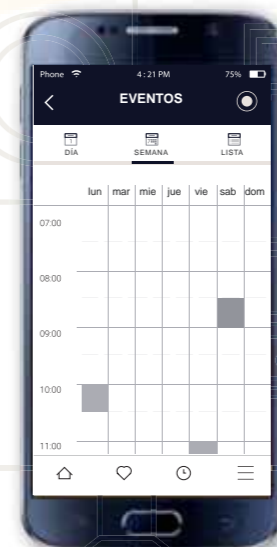 Phone 4:21 PM 75%
EVENTOS
DÍA SEMANA LISTA
lun mar mie jue vie sab dom
07:00
08:00
09:00
10:00
11:00